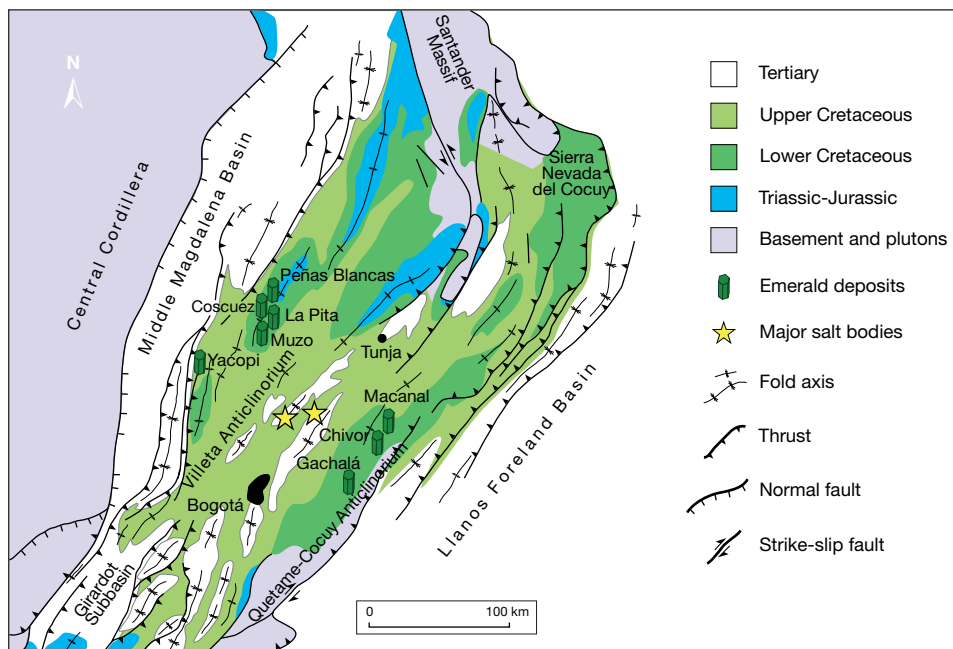 N
Central Cordillera
Middle Magdalena Basin
Santander
Massif
Sierra
Nevada
del Cocuy
Peñas Blancas
Coscuez
La Pita
Muzo
Yacopi
Tunja
Villeta Anticlinorium
Macanal
Chivor
Gachalá
Bogotá
Quetame-Cocuy Anticlinorium
Llanos Foreland Basin
Girardot
Subbasin
0
100 km
Tertiary
Upper Cretaceous
Lower Cretaceous
Triassic-Jurassic
Basement and plutons
Emerald deposits
Major salt bodies
Fold axis
Thrust
Normal fault
Strike-slip fault